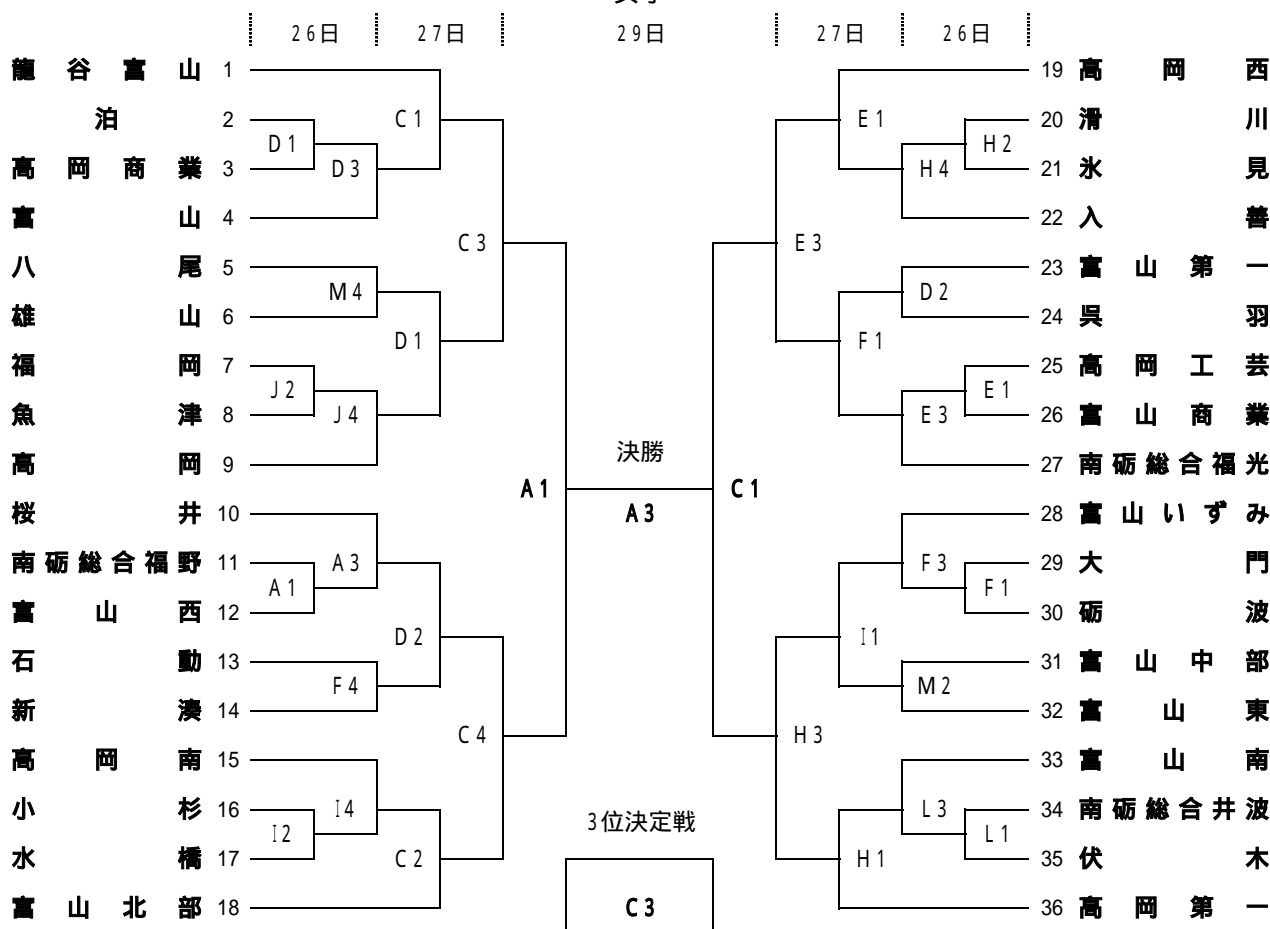 26日 27日 29日 27日 26日
龍谷富山 1 19 高岡西
泊 2 C1 E1 20 滑川
D1 H2
高岡商業 3 D3 H4 21 氷見
富山 4 22 入善
C3 E3
八尾 5 23 富山第一
M4 D2
雄山 6 24 呉羽
D1 F1
福岡 7 25 高岡工芸
J2 E1
魚津 8 J4 E3 26 富山商業
決勝
高岡 9 27 南砺総合福光
A1 C1
桜井 10 A3 28 富山いずみ
南砺総合福野 11 A3 F3 29 大門
A1 F1
富山西 12 30 砺波
D2 I1
石動 13 31 富山中部
F4 M2
新湊 14 32 富山東
C4 H3
高岡南 15 33 富山南
小杉 16 I4 L3 34 南砺総合井波
3位決定戦
I2 L1
水橋 17 C2 H1 35 伏木
富山北部 18 C3 36 高岡第一